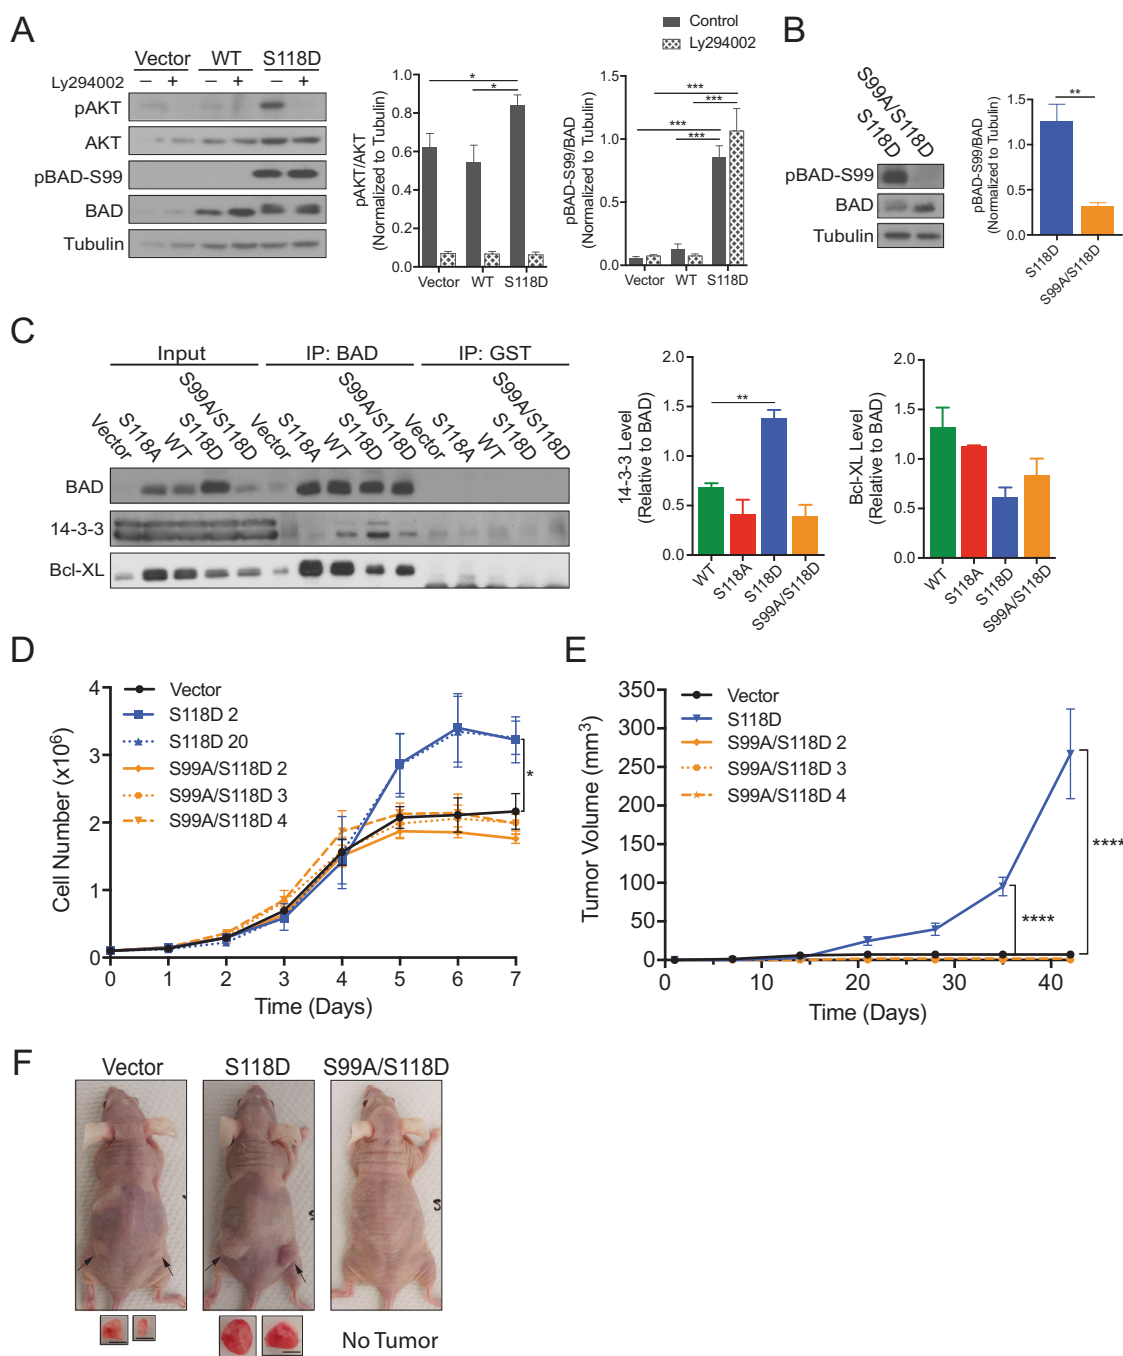 A
Vector WT S118D
Ly294002 – + – + – +
pAKT
AKT
pBAD-S99
BAD
Tubulin
pAKT/AKT
(Normalized to Tubulin)
1.0
0.8
0.6
0.4
0.2
0.0
* 
*
Vector WT S118D
Control
Ly294002
pBAD-S99/BAD
(Normalized to Tubulin)
1.5
1.0
0.5
0.0
***
***
***
***
Vector WT S118D
B
S118D
S99A/S118D
pBAD-S99
BAD
Tubulin
pBAD-S99/BAD
(Normalized to Tubulin)
1.5
1.0
0.5
0.0
**
S118D
S99A/S118D
C
Input IP: BAD IP: GST
Vector S118A WT S118D S99A/S118D Vector S118A WT S118D S99A/S118D Vector S118A WT S118D S99A/S118D
BAD
14-3-3
Bcl-XL
14-3-3 Level
(Relative to BAD)
2.0
1.5
1.0
0.5
0.0
**
WT S118A S118D S99A/S118D
Bcl-XL Level
(Relative to BAD)
2.0
1.5
1.0
0.5
0.0
WT S118A S118D S99A/S118D
D
Cell Number (x10⁶)
4
3
2
1
0
Vector
S118D 2
S118D 20
S99A/S118D 2
S99A/S118D 3
S99A/S118D 4
*
0 1 2 3 4 5 6 7
Time (Days)
E
Tumor Volume (mm³)
350
300
250
200
150
100
50
0
Vector
S118D
S99A/S118D 2
S99A/S118D 3
S99A/S118D 4
****
****
0 10 20 30 40
Time (Days)
F
Vector S118D S99A/S118D
No Tumor